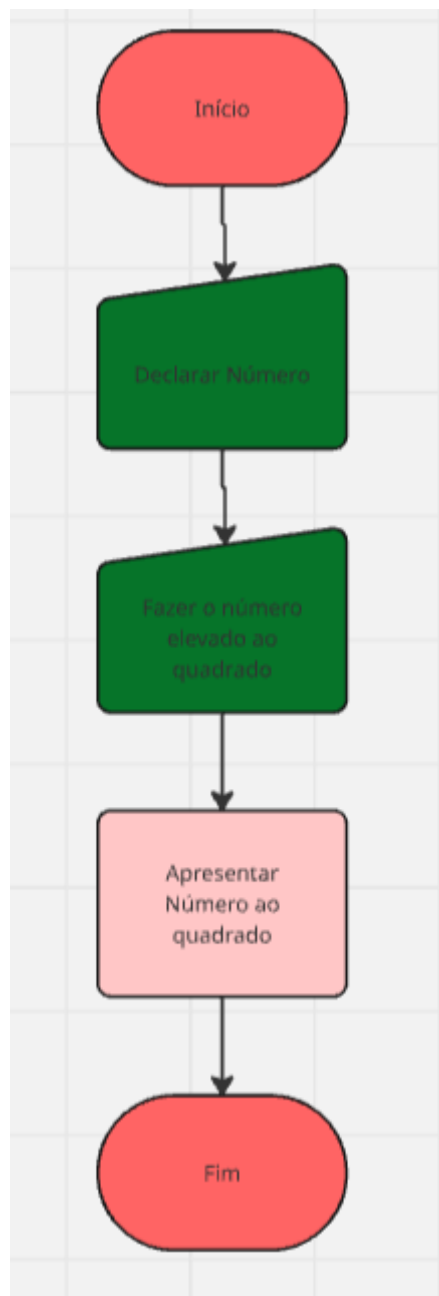 Início
Declarar Número
Fazer o número
elevado ao
quadrado
Apresentar
Número ao
quadrado
Fim